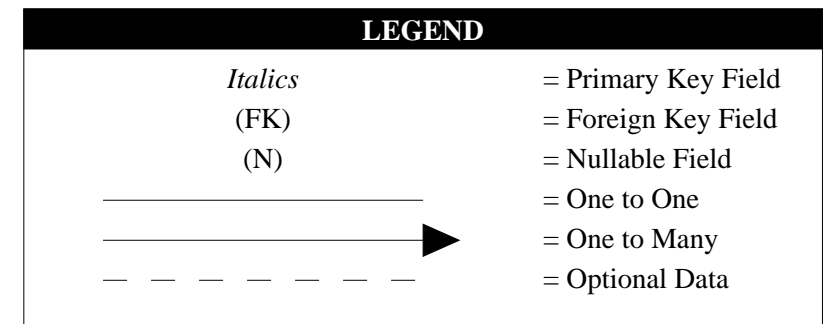 LEGEND
Italics = Primary Key Field
(FK) = Foreign Key Field
(N) = Nullable Field
= One to One
= One to Many
= Optional Data